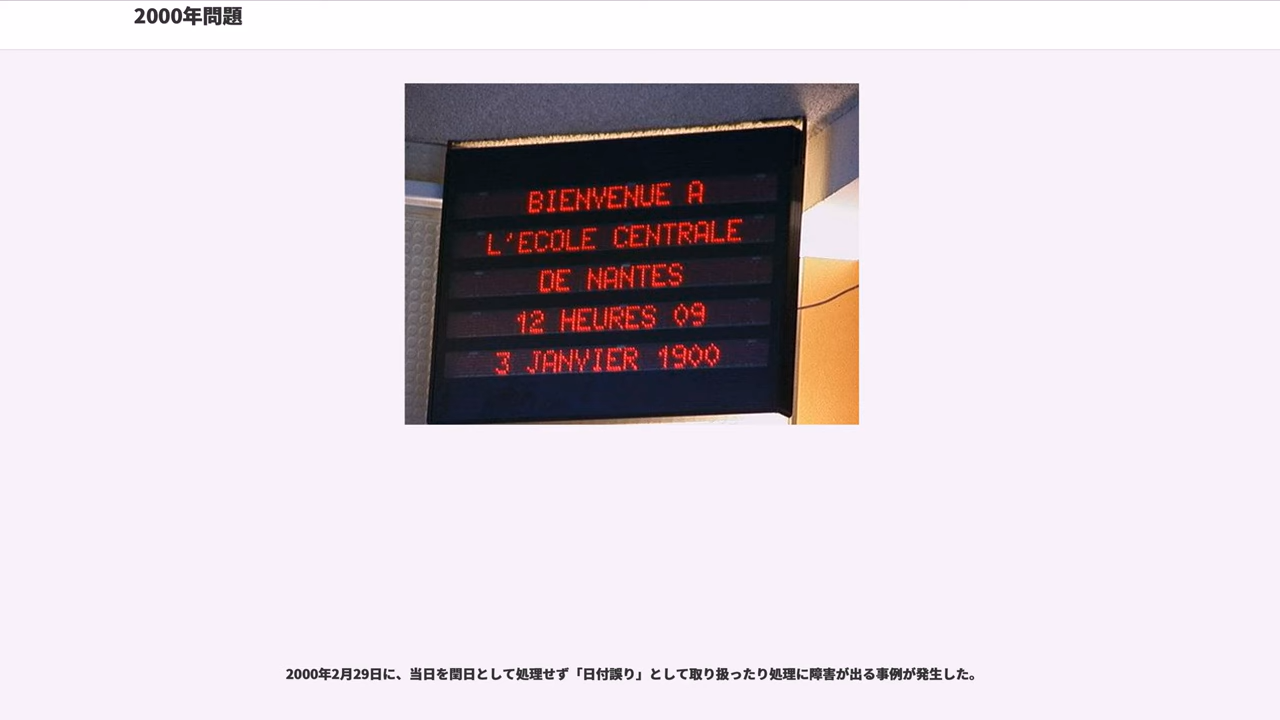 2000年問題
BIENVENUE A
L'ECOLE CENTRALE
DE NANTES
12 HEURES 09
3 JANVIER 1900
2000年2月29日に、当日を閏日として処理せず「日付誤り」として取り扱ったり処理に障害が出る事例が発生した。